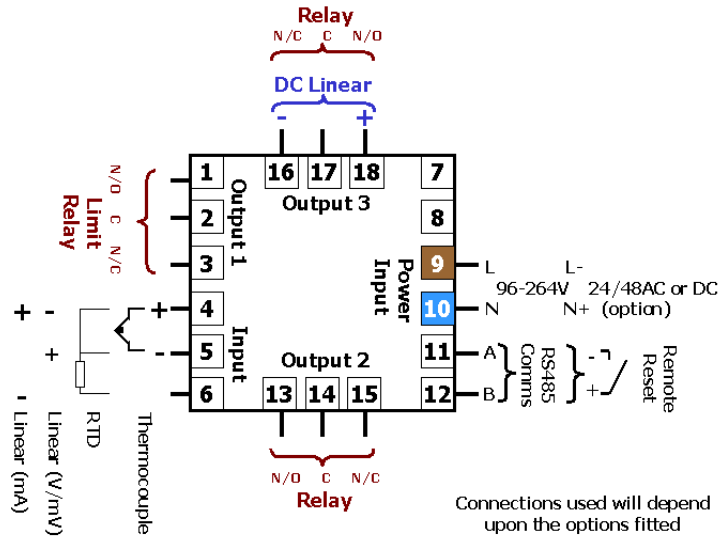 Relay
N/C C N/O
DC Linear
- +
16 17 18
Output 3
1
2
3
4
5
6
7
8
9
10
11
12
Output 1
N/O C N/C
Limit
Relay
Power
Input
L L-
96-264V 24/48AC or DC
N N+ (option)
Input
+ - +
+ -
-
Linear (mA)
Linear (V/mV)
RTD
Thermocouple
A
B
RS485
Comms
-
+
Remote
Reset
Output 2
13 14 15
N/O C N/C
Relay
Connections used will depend
upon the options fitted